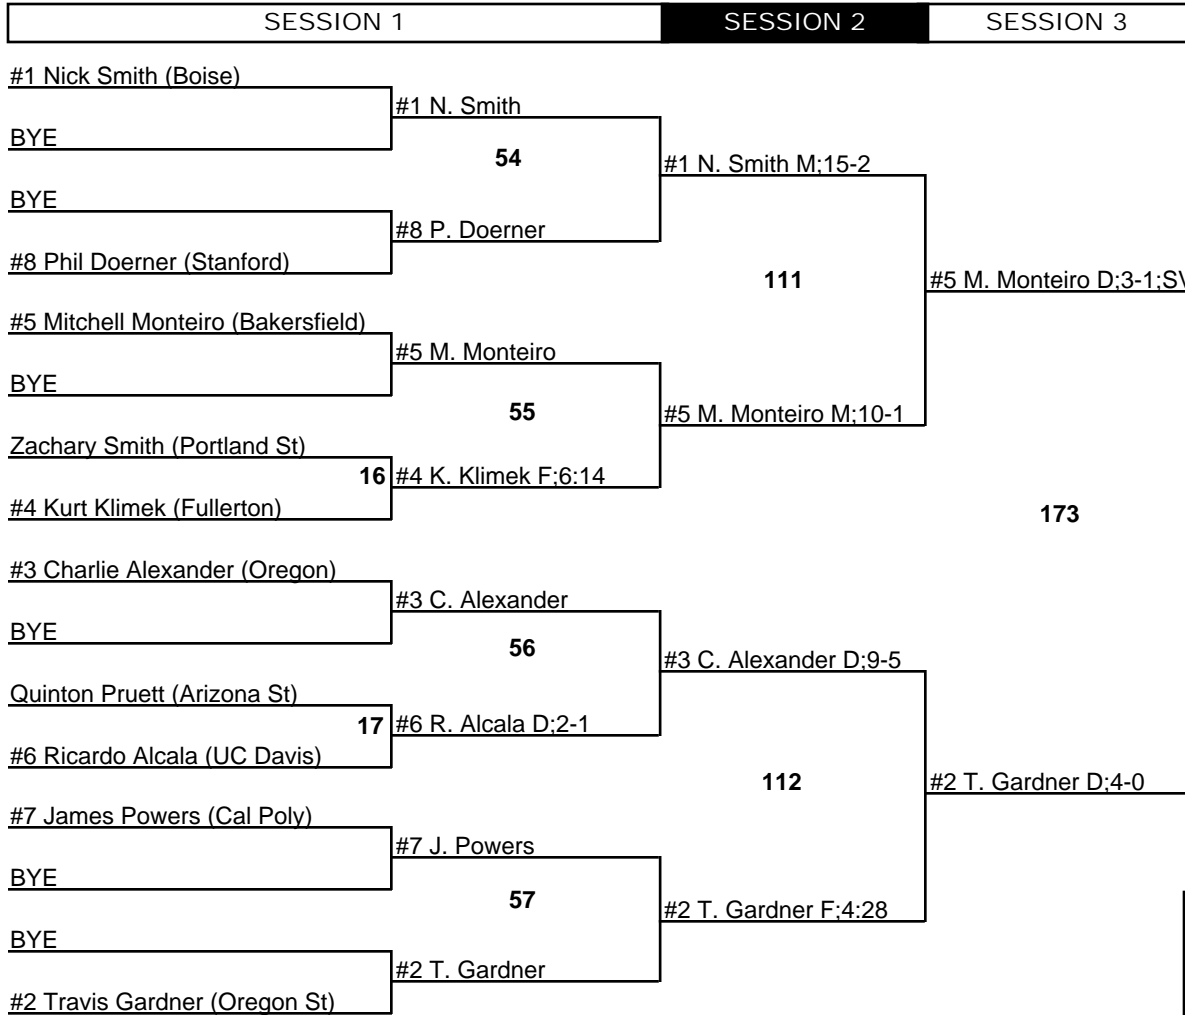 SESSION 1
SESSION 2
SESSION 3
#1 Nick Smith (Boise)
#1 N. Smith
BYE
54
#1 N. Smith M;15-2
BYE
#8 P. Doerner
#8 Phil Doerner (Stanford)
111
#5 M. Monteiro D;3-1;SV
#5 Mitchell Monteiro (Bakersfield)
#5 M. Monteiro
BYE
55
#5 M. Monteiro M;10-1
Zachary Smith (Portland St)
16
#4 K. Klimek F;6:14
#4 Kurt Klimek (Fullerton)
173
#3 Charlie Alexander (Oregon)
#3 C. Alexander
BYE
56
#3 C. Alexander D;9-5
Quinton Pruett (Arizona St)
17
#6 R. Alcala D;2-1
#6 Ricardo Alcala (UC Davis)
112
#2 T. Gardner D;4-0
#7 James Powers (Cal Poly)
#7 J. Powers
BYE
57
#2 T. Gardner F;4:28
BYE
#2 T. Gardner
#2 Travis Gardner (Oregon St)